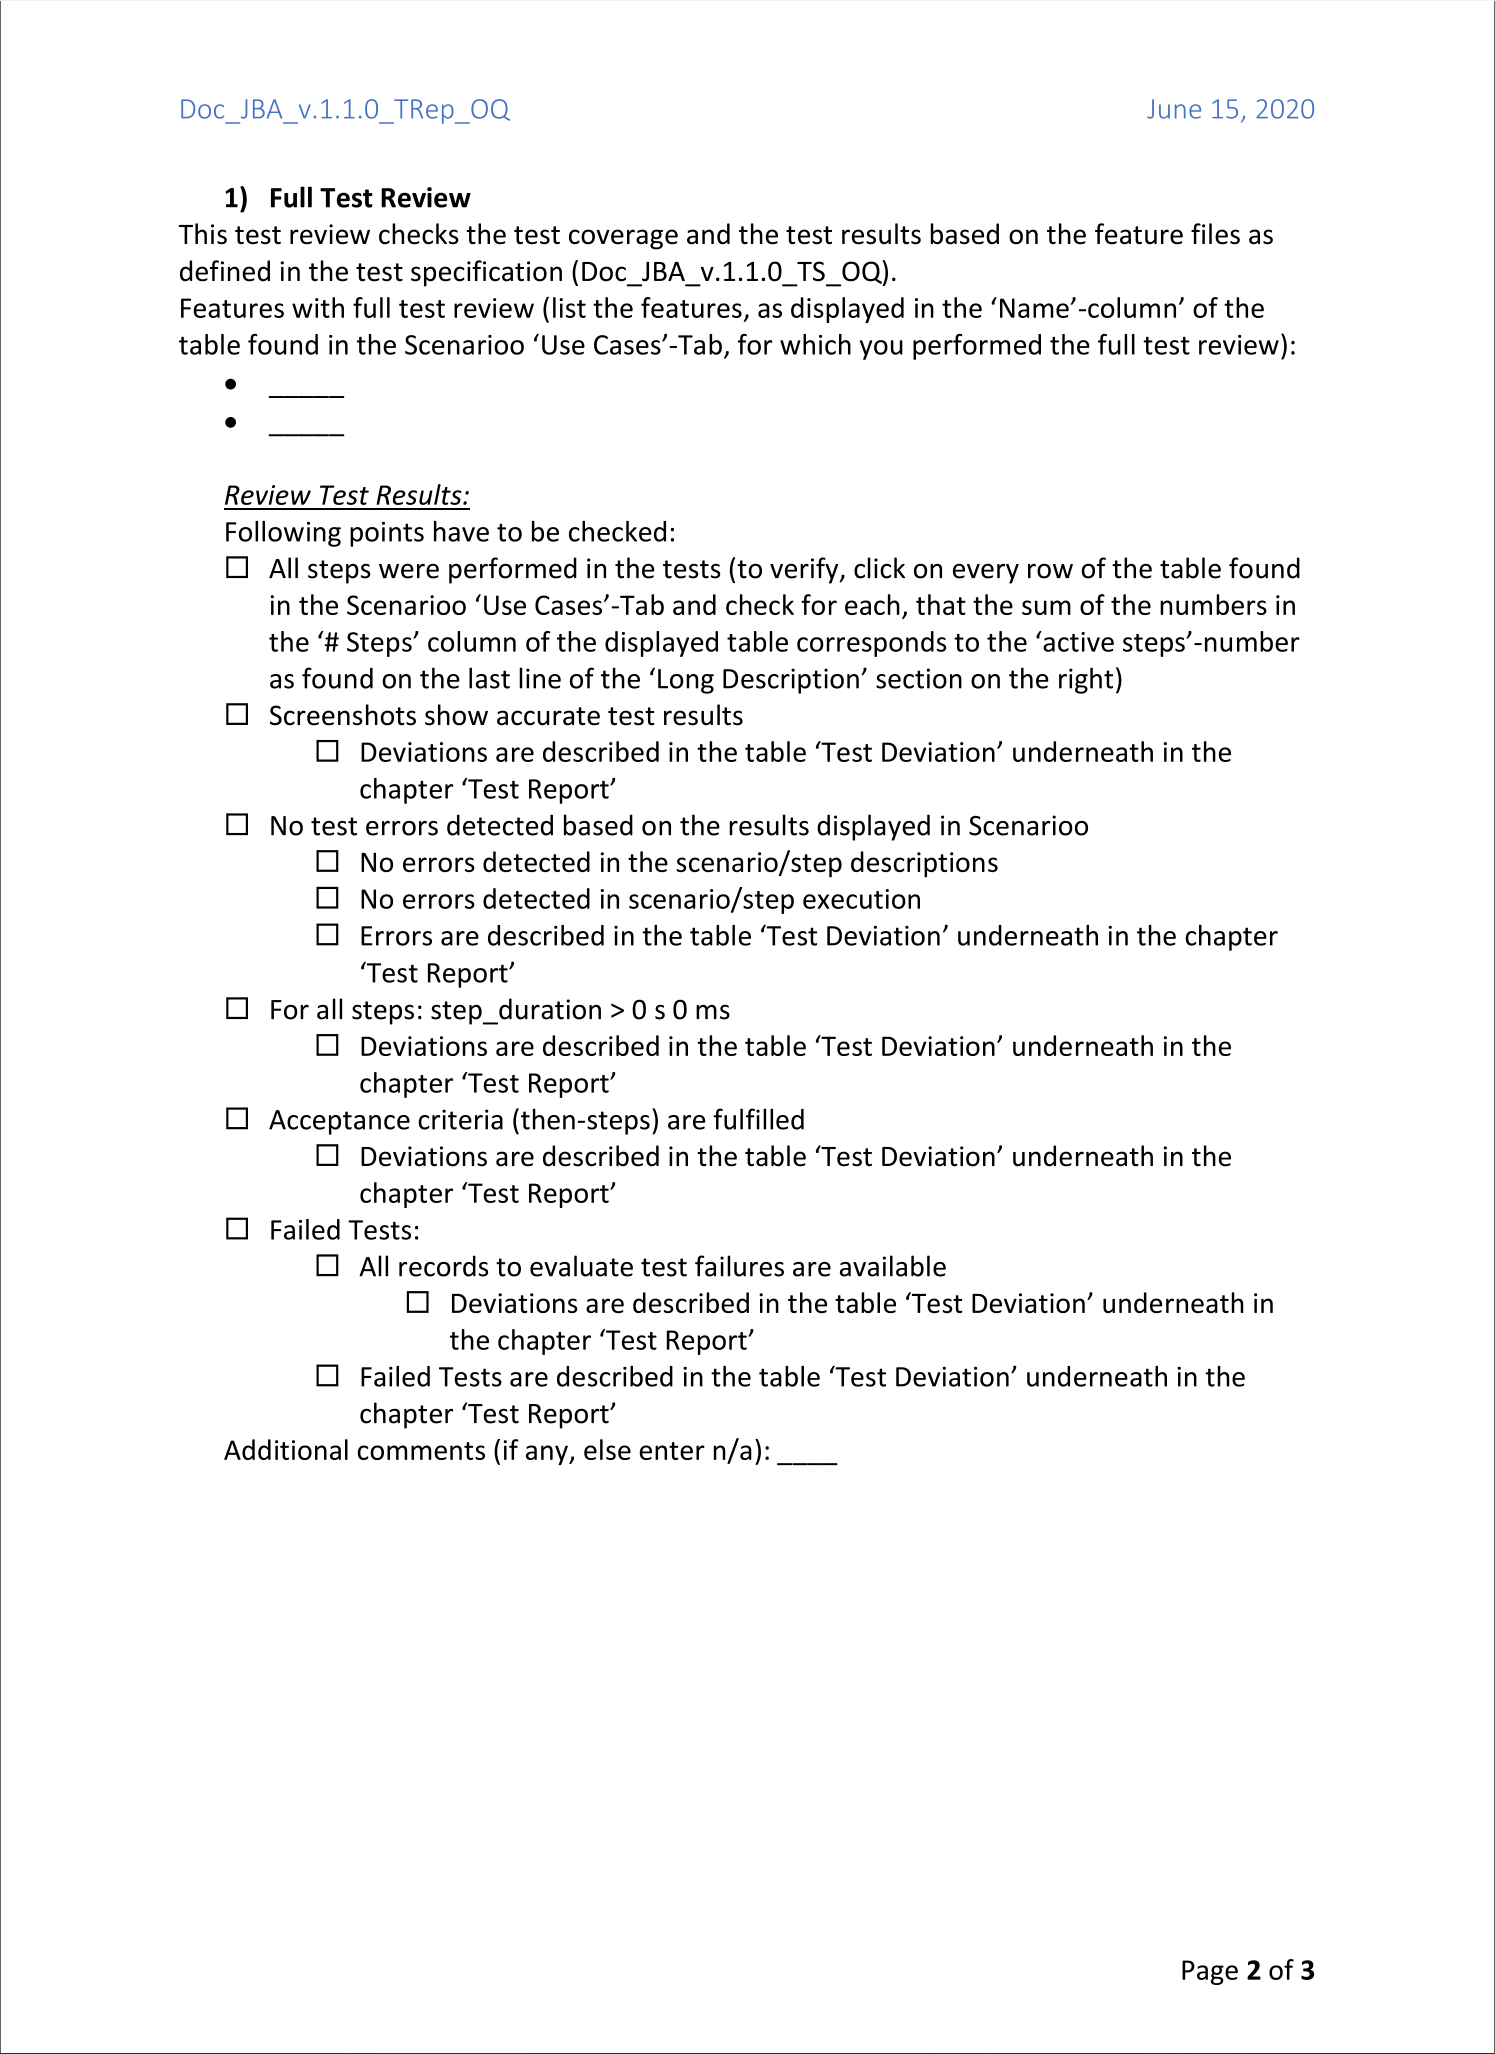 Doc_JBA_v.1.1.0_TRep_OQ June 15, 2020
1) Full Test Review
This test review checks the test coverage and the test results based on the feature files as
defined in the test specification (Doc_JBA_v.1.1.0_TS_OQ).
Features with full test review (list the features, as displayed in the ‘Name’-column’ of the
table found in the Scenarioo ‘Use Cases’-Tab, for which you performed the full test review):
• _____
• _____
Review Test Results:
Following points have to be checked:
☐ All steps were performed in the tests (to verify, click on every row of the table found
in the Scenarioo ‘Use Cases’-Tab and check for each, that the sum of the numbers in
the ‘# Steps’ column of the displayed table corresponds to the ‘active steps’-number
as found on the last line of the ‘Long Description’ section on the right)
☐ Screenshots show accurate test results
☐ Deviations are described in the table ‘Test Deviation’ underneath in the
chapter ‘Test Report’
☐ No test errors detected based on the results displayed in Scenarioo
☐ No errors detected in the scenario/step descriptions
☐ No errors detected in scenario/step execution
☐ Errors are described in the table ‘Test Deviation’ underneath in the chapter
‘Test Report’
☐ For all steps: step_duration > 0 s 0 ms
☐ Deviations are described in the table ‘Test Deviation’ underneath in the
chapter ‘Test Report’
☐ Acceptance criteria (then-steps) are fulfilled
☐ Deviations are described in the table ‘Test Deviation’ underneath in the
chapter ‘Test Report’
☐ Failed Tests:
☐ All records to evaluate test failures are available
☐ Deviations are described in the table ‘Test Deviation’ underneath in
the chapter ‘Test Report’
☐ Failed Tests are described in the table ‘Test Deviation’ underneath in the
chapter ‘Test Report’
Additional comments (if any, else enter n/a): ____
Page 2 of 3